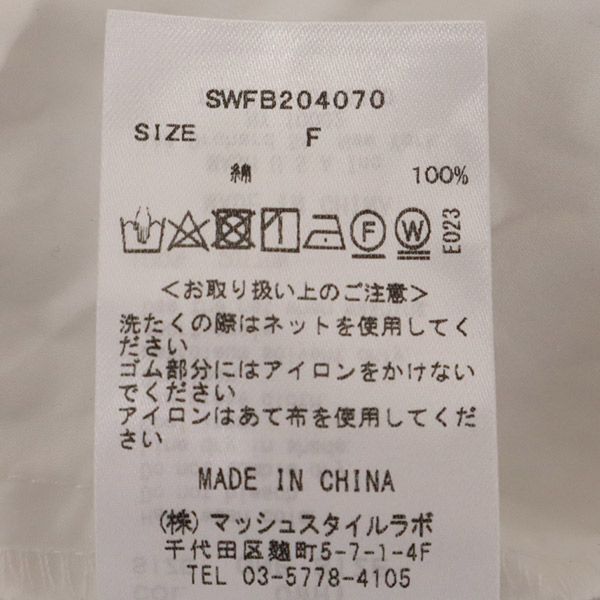 SWFB204070
SIZE F
綿 100%
F W E023
<お取り扱い上のご注意>
洗たくの際はネットを使用してく
ださい
ゴム部分にはアイロンをかけない
でください
アイロンはあて布を使用してくだ
さい
MADE IN CHINA
(株)マッシュスタイルラボ
千代田区麹町5-7-1-4F
TEL 03-5778-4105